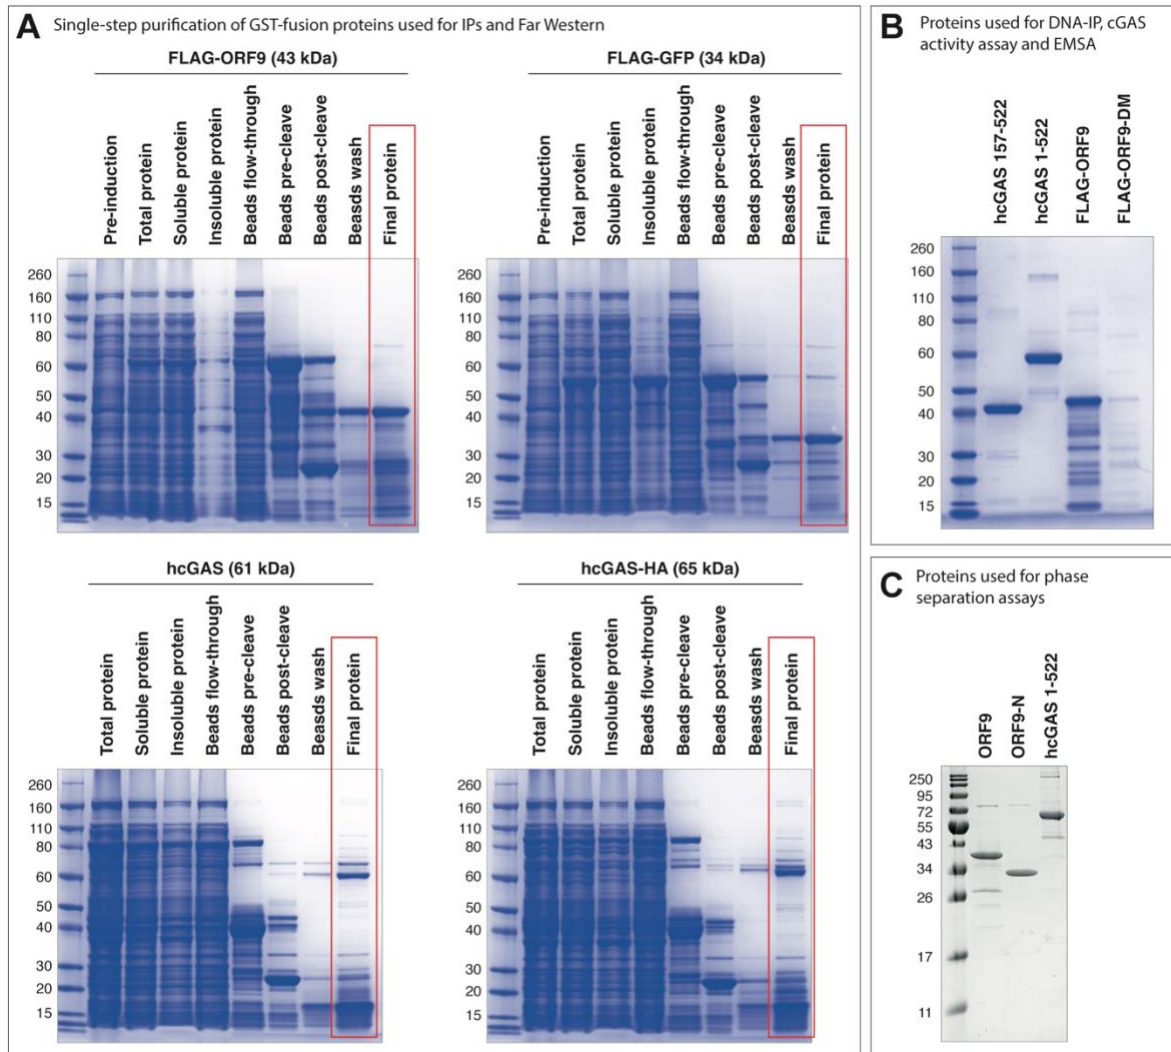 A Single-step purification of GST-fusion proteins used for IPs and Far Western
FLAG-ORF9 (43 kDa)
Pre-induction
Total protein
Soluble protein
Insoluble protein
Beads flow-through
Beads pre-cleave
Beads post-cleave
Beasds wash
Final protein
260
160
110
80
60
50
40
30
20
15
FLAG-GFP (34 kDa)
Pre-induction
Total protein
Soluble protein
Insoluble protein
Beads flow-through
Beads pre-cleave
Beads post-cleave
Beasds wash
Final protein
260
160
110
80
60
50
40
30
20
15
hcGAS (61 kDa)
Total protein
Soluble protein
Insoluble protein
Beads flow-through
Beads pre-cleave
Beads post-cleave
Beasds wash
Final protein
260
160
110
80
60
50
40
30
20
15
hcGAS-HA (65 kDa)
Total protein
Soluble protein
Insoluble protein
Beads flow-through
Beads pre-cleave
Beads post-cleave
Beasds wash
Final protein
260
160
110
80
60
50
40
30
20
15
B Proteins used for DNA-IP, cGAS
activity assay and EMSA
hcGAS 157-522
hcGAS 1-522
FLAG-ORF9
FLAG-ORF9-DM
260
160
110
80
60
50
40
30
20
15
C Proteins used for phase
separation assays
ORF9
ORF9-N
hcGAS 1-522
250
95
72
55
43
34
26
17
11